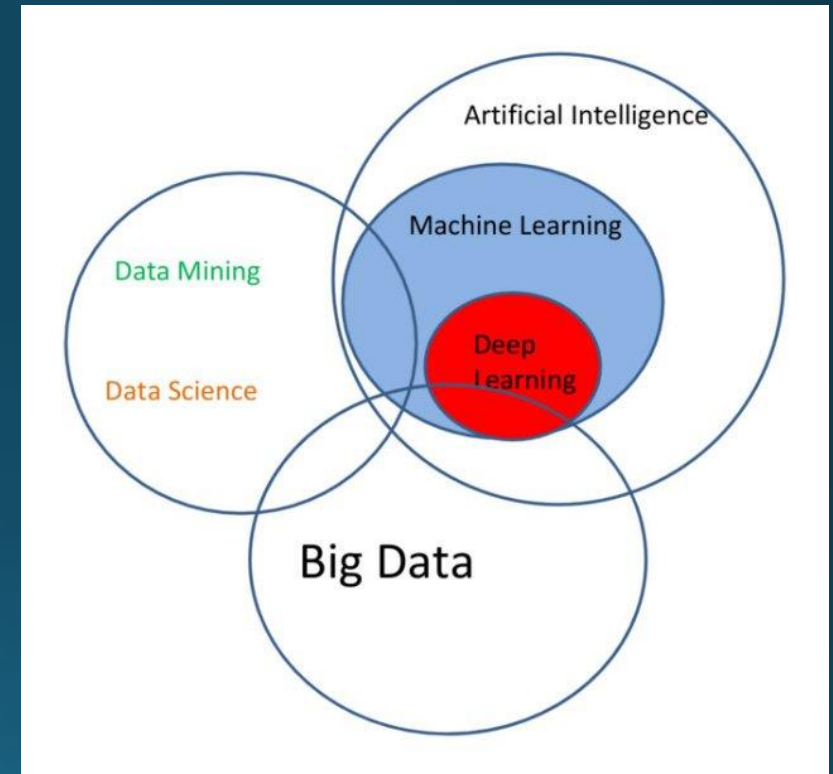 Artificial Intelligence
Machine Learning
Data Mining
Deep
Learning
Data Science
Big Data